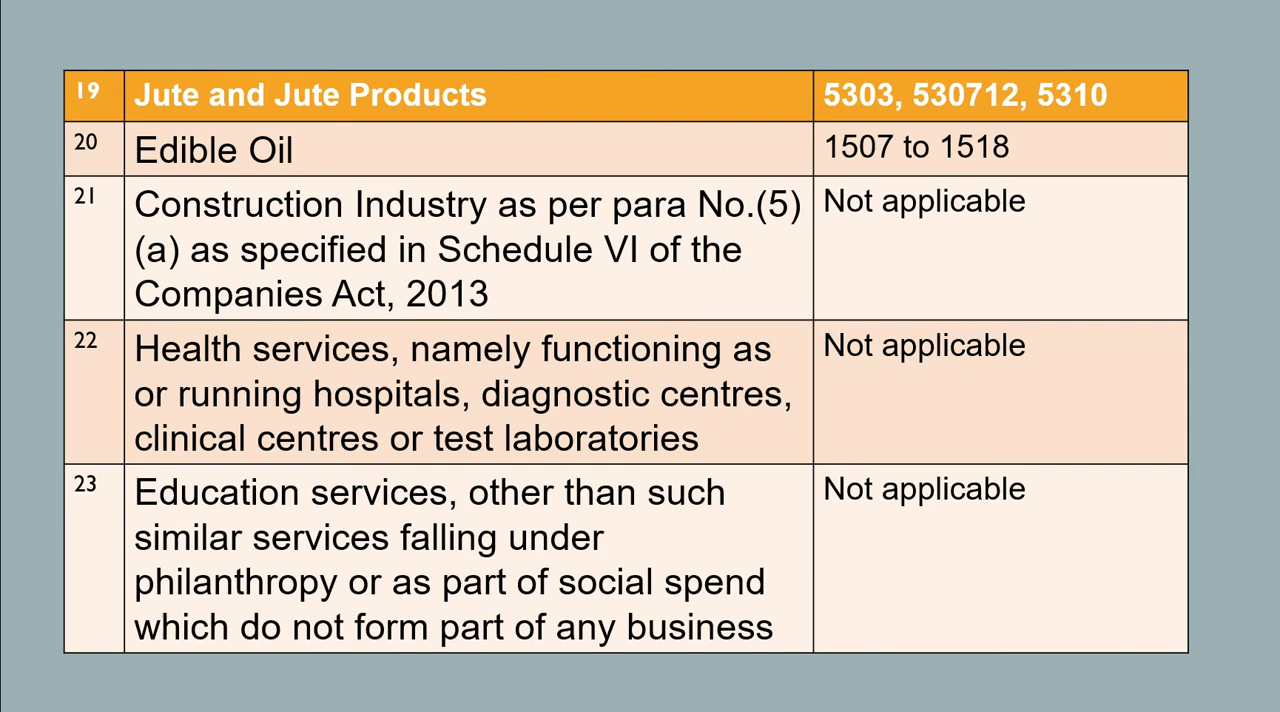 19 Jute and Jute Products 5303, 530712, 5310
20 Edible Oil 1507 to 1518
21 Construction Industry as per para No.(5) Not applicable
(a) as specified in Schedule VI of the
Companies Act, 2013
22 Health services, namely functioning as Not applicable
or running hospitals, diagnostic centres,
clinical centres or test laboratories
23 Education services, other than such Not applicable
similar services falling under
philanthropy or as part of social spend
which do not form part of any business